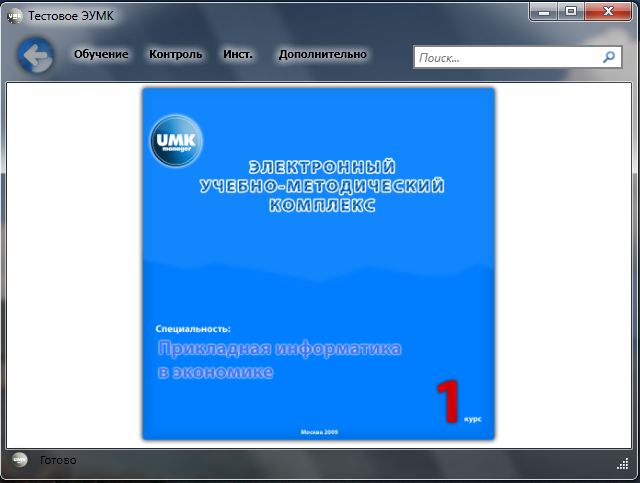 Тестовое ЭУМК
Обучение Контроль Инст. Дополнительно
Поиск...
UMK
manager
ЭЛЕКТРОННЫЙ
УЧЕБНО-МЕТОДИЧЕСКИЙ
КОМПЛЕКС
Специальность:
Прикладная информатика
в экономике
1 курс
Москва 2009
UMK Готово